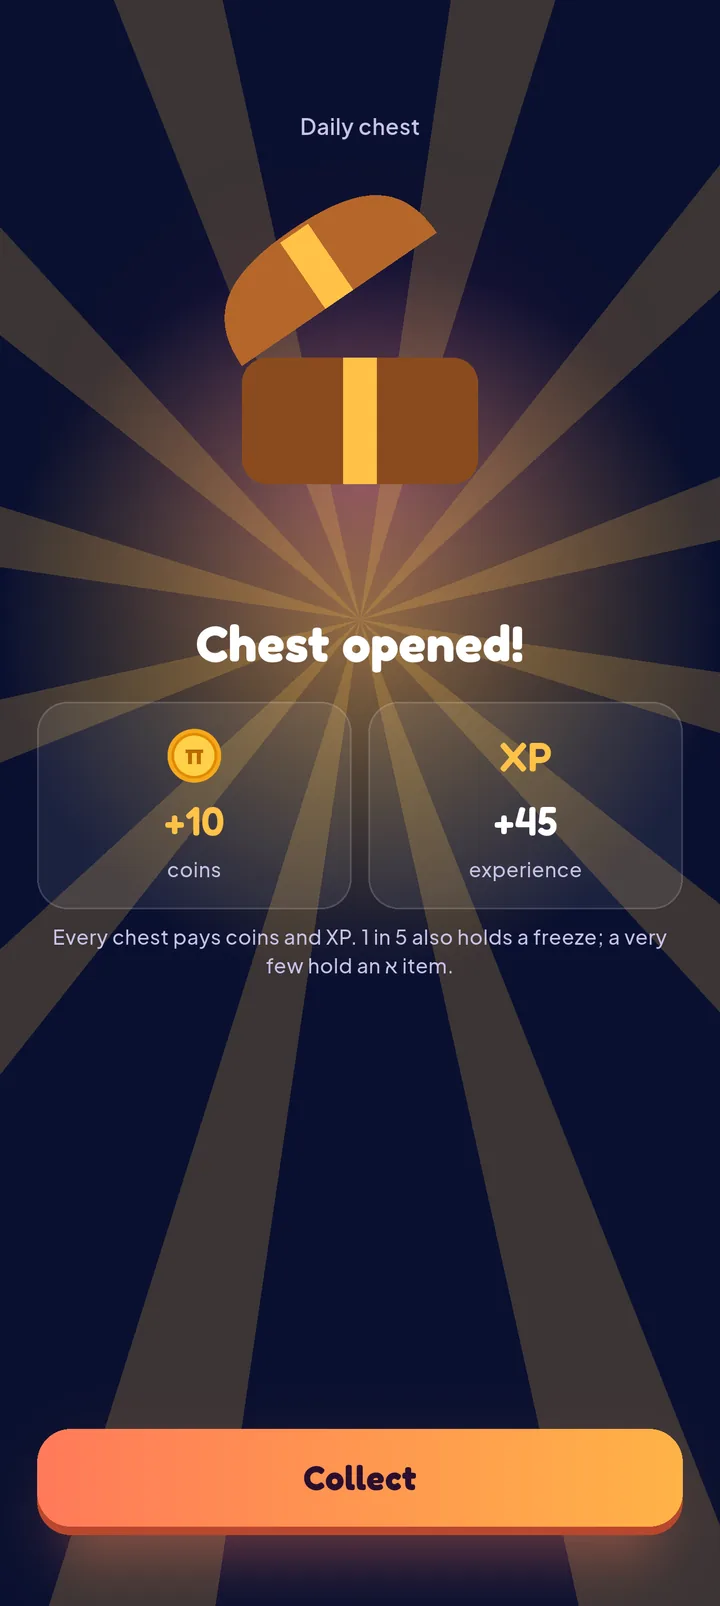 Daily chest
Chest opened!
π
XP
+10
+45
coins
experience
Every chest pays coins and XP. 1 in 5 also holds a freeze; a very
few hold an א item.
Collect